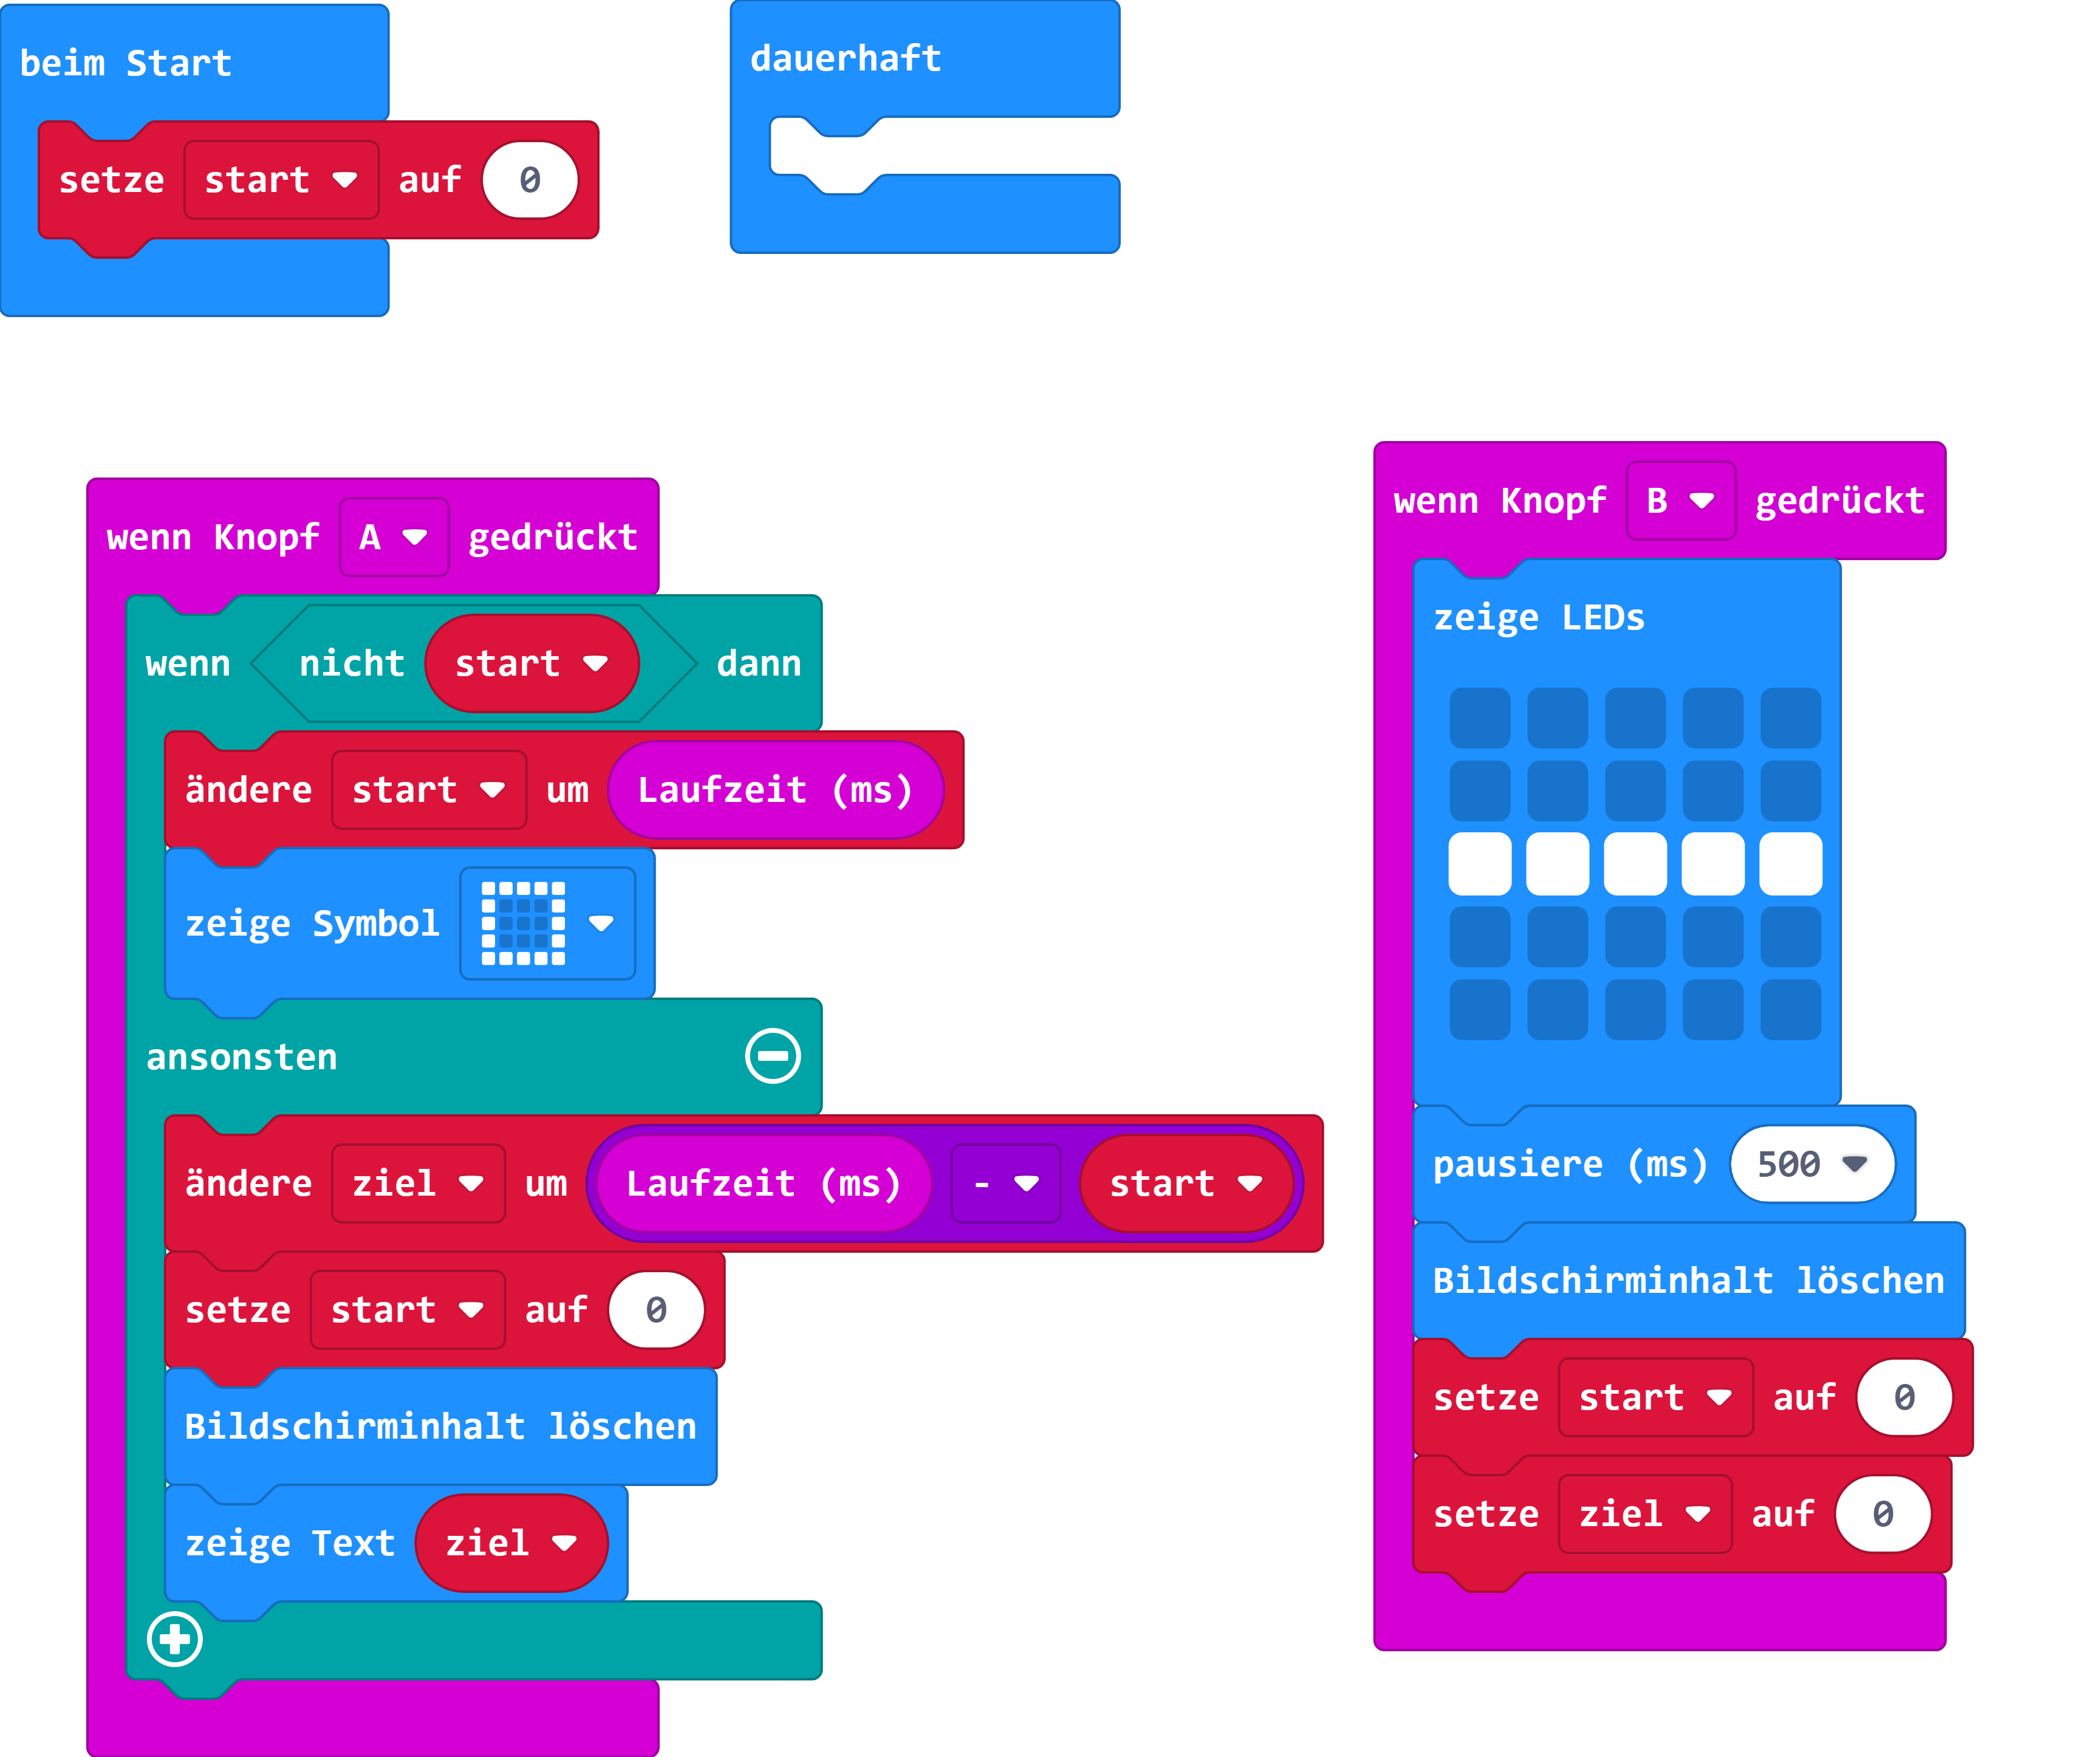 beim Start
setze start auf 0
dauerhaft
wenn Knopf A gedrückt
wenn nicht start dann
ändere start um Laufzeit (ms)
zeige Symbol
ansonsten
ändere ziel um Laufzeit (ms) - start
setze start auf 0
Bildschirminhalt löschen
zeige Text ziel
wenn Knopf B gedrückt
zeige LEDs
pausiere (ms) 500
Bildschirminhalt löschen
setze start auf 0
setze ziel auf 0